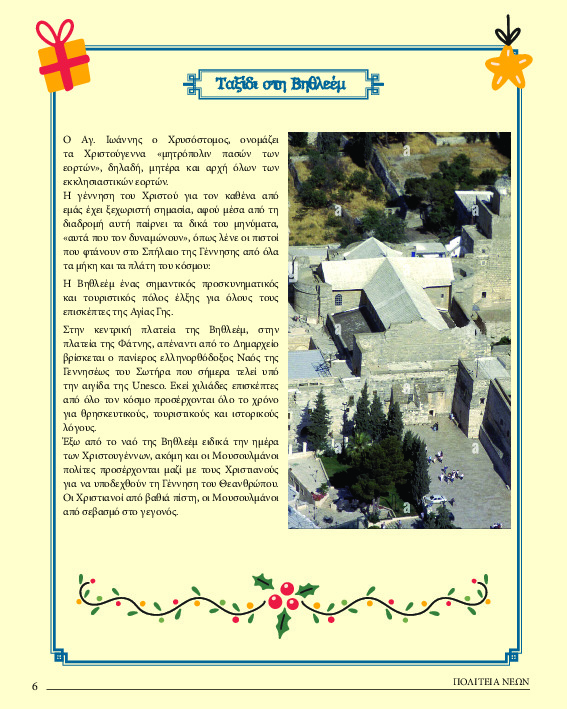 Ταξίδι στη Βηθλεέμ
Ο Αγ. Ιωάννης ο Χρυσόστομος, ονομάζει
τα Χριστούγεννα «μητρόπολιν πασών των
εορτών», δηλαδή, μητέρα και αρχή όλων των
εκκλησιαστικών εορτών.
Η γέννηση του Χριστού για τον καθένα από
εμάς έχει ξεχωριστή σημασία, αφού μέσα από τη
διαδρομή αυτή παίρνει τα δικά του μηνύματα,
«αυτά που τον δυναμώνουν», όπως λένε οι πιστοί
που φτάνουν στο Σπήλαιο της Γέννησης από όλα
τα μήκη και τα πλάτη του κόσμου:
Η Βηθλεέμ ένας σημαντικός προσκυνηματικός
και τουριστικός πόλος έλξης για όλους τους
επισκέπτες της Αγίας Γης.
Στην κεντρική πλατεία της Βηθλεέμ, στην
πλατεία της Φάτνης, απέναντι από το Δημαρχείο
βρίσκεται ο πανίερος ελληνορθόδοξος Ναός της
Γεννήσεως του Σωτήρα που σήμερα τελεί υπό
την αιγίδα της Unesco. Εκεί χιλιάδες επισκέπτες
από όλο τον κόσμο προσέρχονται όλο το χρόνο
για θρησκευτικούς, τουριστικούς και ιστορικούς
λόγους.
Έξω από το ναό της Βηθλεέμ ειδικά την ημέρα
των Χριστουγέννων, ακόμη και οι Μουσουλμάνοι
πολίτες προσέρχονται μαζί με τους Χριστιανούς
για να υποδεχθούν τη Γέννηση του Θεανθρώπου.
Οι Χριστιανοί από βαθιά πίστη, οι Μουσουλμάνοι
από σεβασμό στο γεγονός.
a
a
a
a
a
a
a
6
ΠΟΛΙΤΕΙΑ ΝΕΩΝ